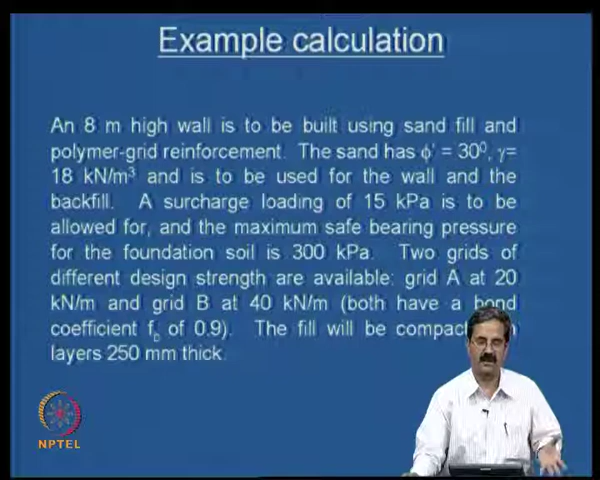 Example calculation
An 8 m high wall is to be built using sand fill and
polymer-grid reinforcement. The sand has ϕ' = 30⁰, γ=
18 kN/m³ and is to be used for the wall and the
backfill. A surcharge loading of 15 kPa is to be
allowed for, and the maximum safe bearing pressure
for the foundation soil is 300 kPa. Two grids of
different design strength are available: grid A at 20
kN/m and grid B at 40 kN/m (both have a bond
coefficient fb of 0.9). The fill will be
layers 250 mm thick.
NPTEL